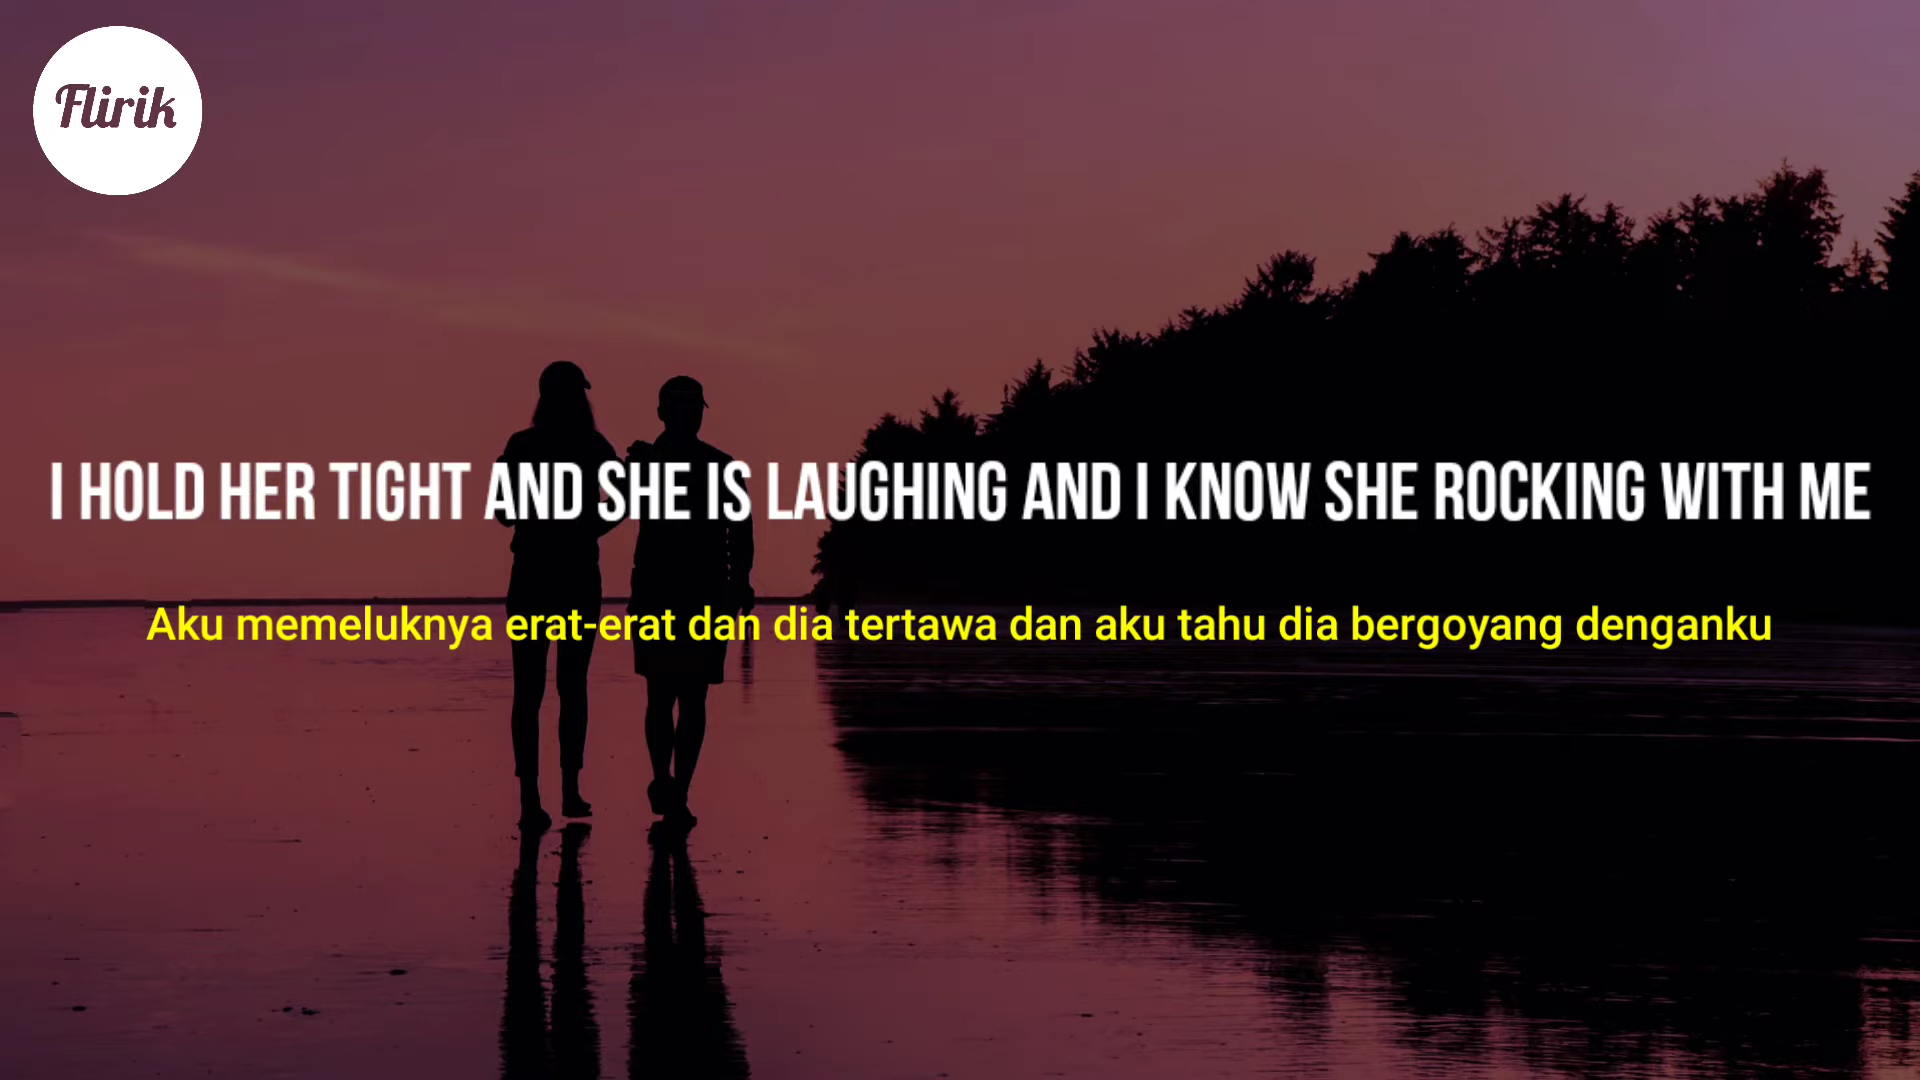 Flirik
I HOLD HER TIGHT AND SHE IS LAUGHING AND I KNOW SHE ROCKING WITH ME
Aku memeluknya erat-erat dan dia tertawa dan aku tahu dia bergoyang denganku